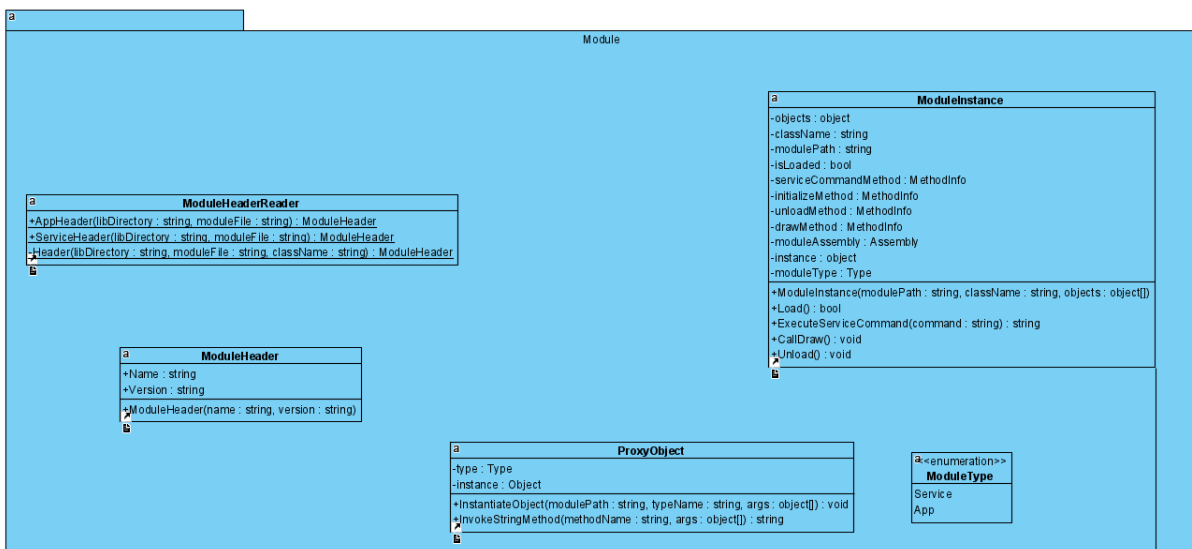 a
Module
a
ModuleInstance
-objects : object
-className : string
-modulePath : string
-isLoaded : bool
-serviceCommandMethod : MethodInfo
-initializeMethod : MethodInfo
-unloadMethod : MethodInfo
-drawMethod : MethodInfo
-moduleAssembly : Assembly
-instance : object
-moduleType : Type
+ModuleInstance(modulePath : string, className : string, objects : object[])
+Load() : bool
+ExecuteServiceCommand(command : string) : string
+CallDraw() : void
+Unload() : void
a
ModuleHeaderReader
+AppHeader(libDirectory : string, moduleFile : string) : ModuleHeader
+ServiceHeader(libDirectory : string, moduleFile : string) : ModuleHeader
-Header(libDirectory : string, moduleFile : string, className : string) : ModuleHeader
a
ModuleHeader
+Name : string
+Version : string
+ModuleHeader(name : string, version : string)
a
ProxyObject
-type : Type
-instance : Object
+InstantiateObject(modulePath : string, typeName : string, args : object[]) : void
+InvokeStringMethod(methodName : string, args : object[]) : string
a
<<enumeration>>
ModuleType
Service
App